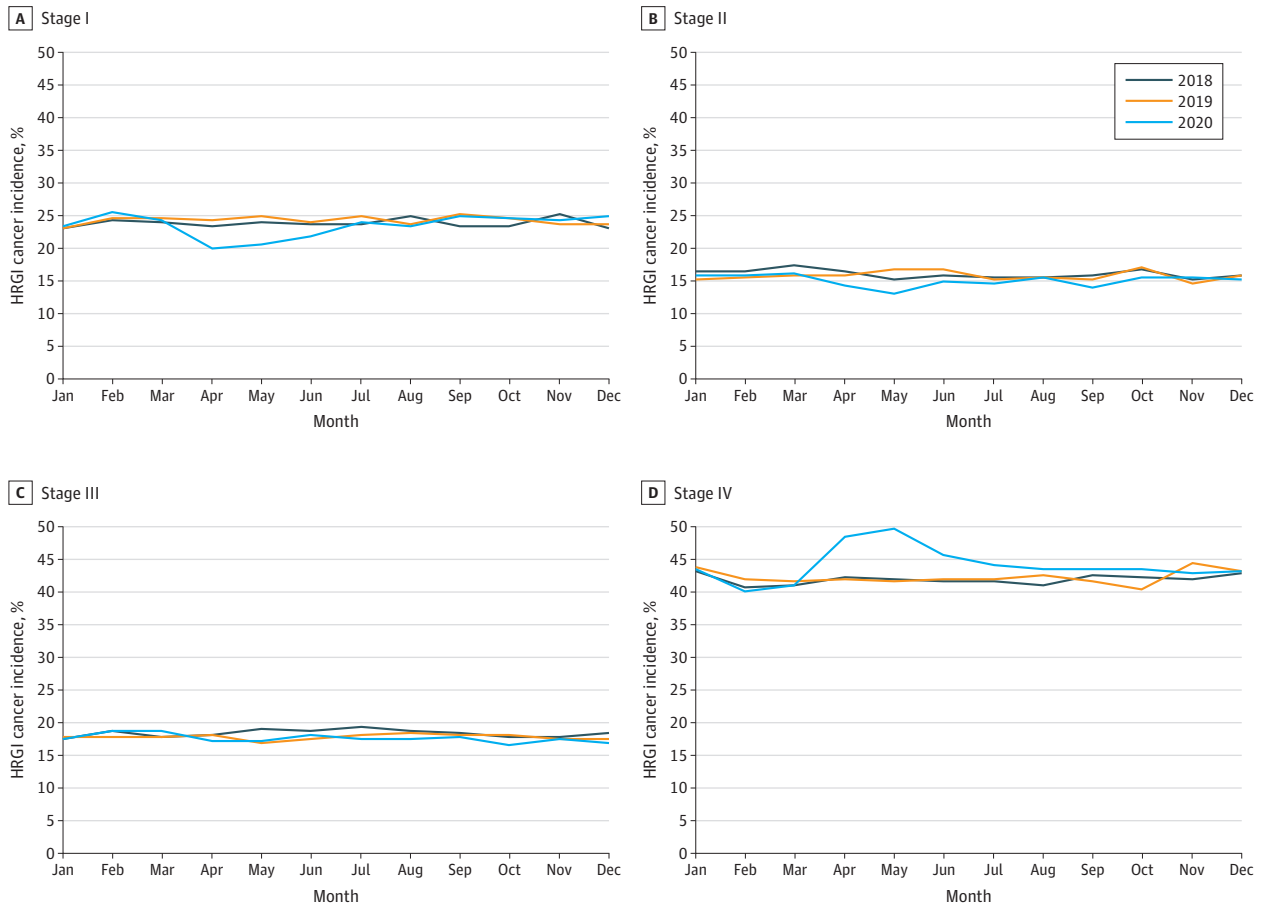 A Stage I
HRGI cancer incidence, %
50
45
40
35
30
25
20
15
10
5
0
Jan Feb Mar Apr May Jun Jul Aug Sep Oct Nov Dec
Month
B Stage II
HRGI cancer incidence, %
50
45
40
35
30
25
20
15
10
5
0
2018
2019
2020
Jan Feb Mar Apr May Jun Jul Aug Sep Oct Nov Dec
Month
C Stage III
HRGI cancer incidence, %
50
45
40
35
30
25
20
15
10
5
0
Jan Feb Mar Apr May Jun Jul Aug Sep Oct Nov Dec
Month
D Stage IV
HRGI cancer incidence, %
50
45
40
35
30
25
20
15
10
5
0
Jan Feb Mar Apr May Jun Jul Aug Sep Oct Nov Dec
Month